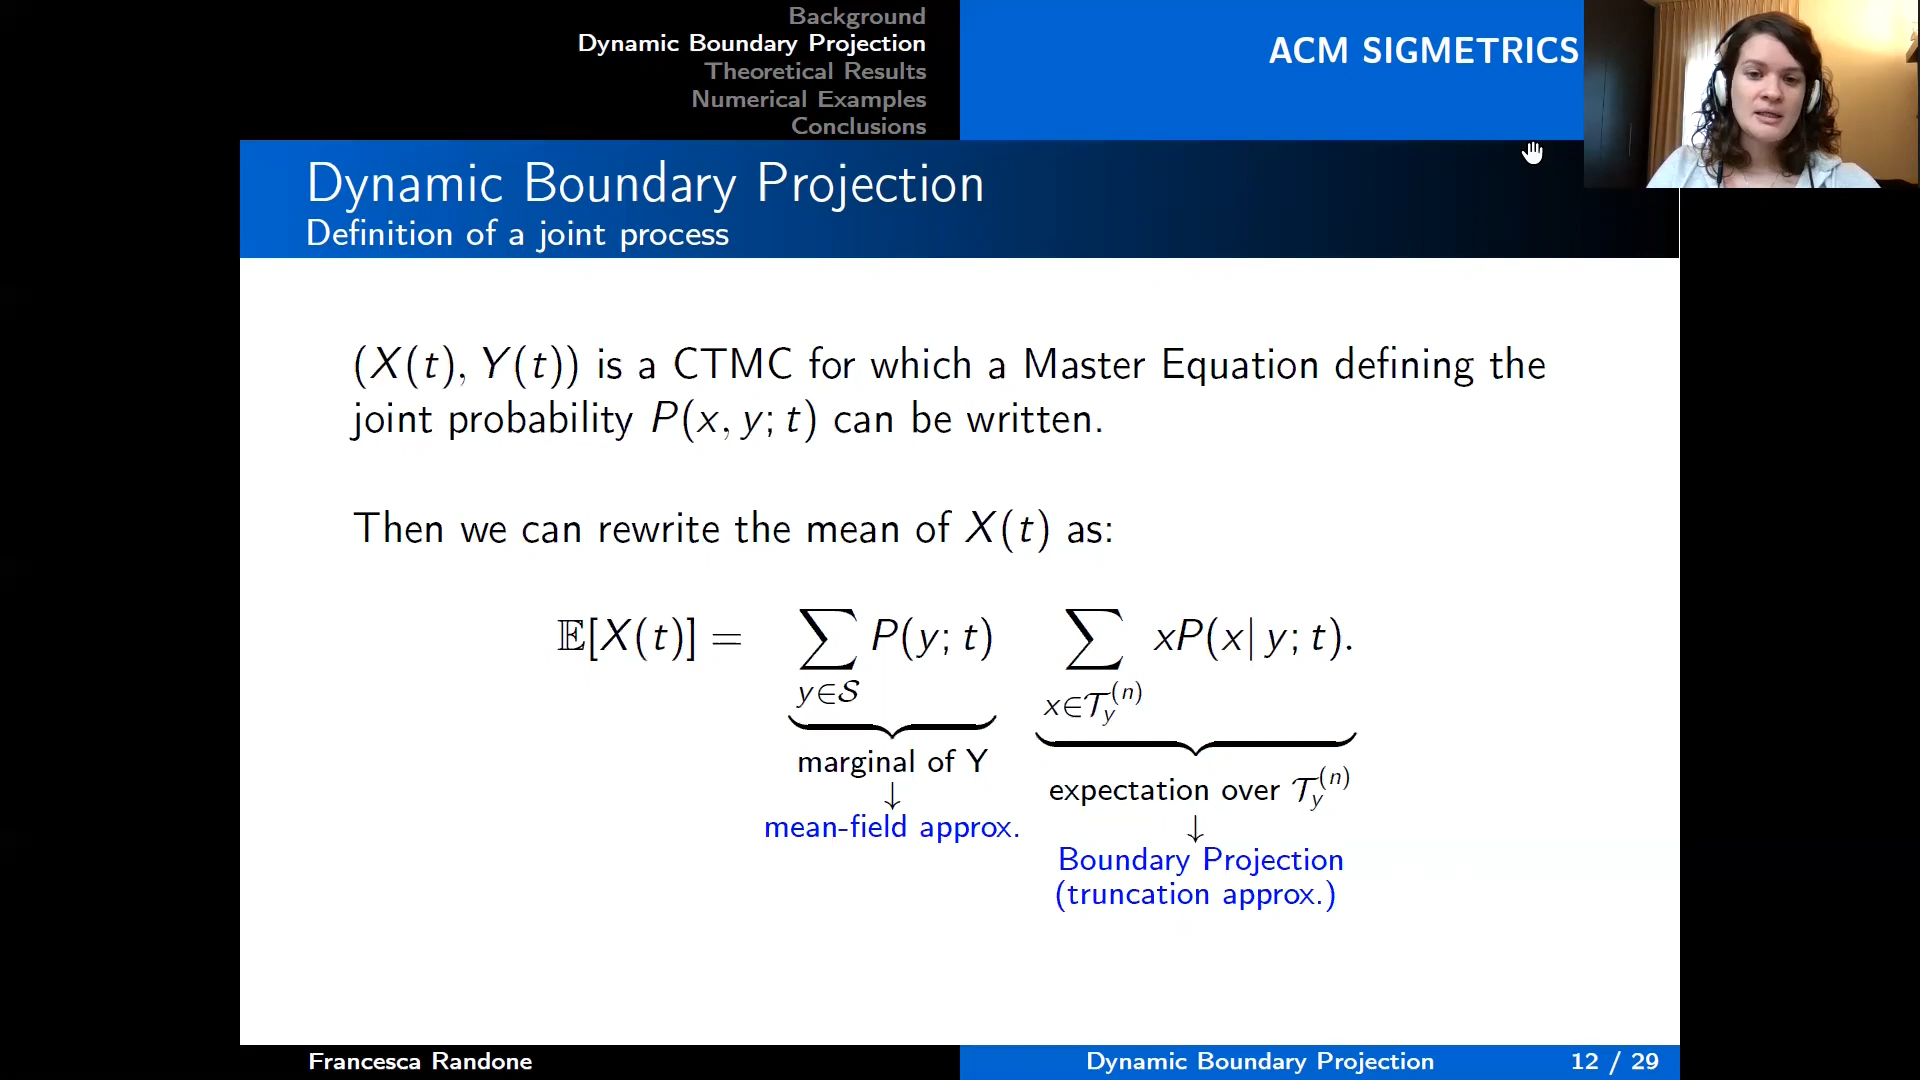 Background
Dynamic Boundary Projection
Theoretical Results
Numerical Examples
Conclusions
ACM SIGMETRICS
Dynamic Boundary Projection
Definition of a joint process
(X(t), Y(t)) is a CTMC for which a Master Equation defining the
joint probability P(x, y; t) can be written.
Then we can rewrite the mean of X(t) as:
𝔼[X(t)] = ∑_{y∈𝒮} P(y; t) ∑_{x∈𝒯_y^{(n)}} xP(x| y; t).
marginal of Y
↓
mean-field approx.
expectation over 𝒯_y^{(n)}
↓
Boundary Projection
(truncation approx.)
Francesca Randone
Dynamic Boundary Projection
12 / 29